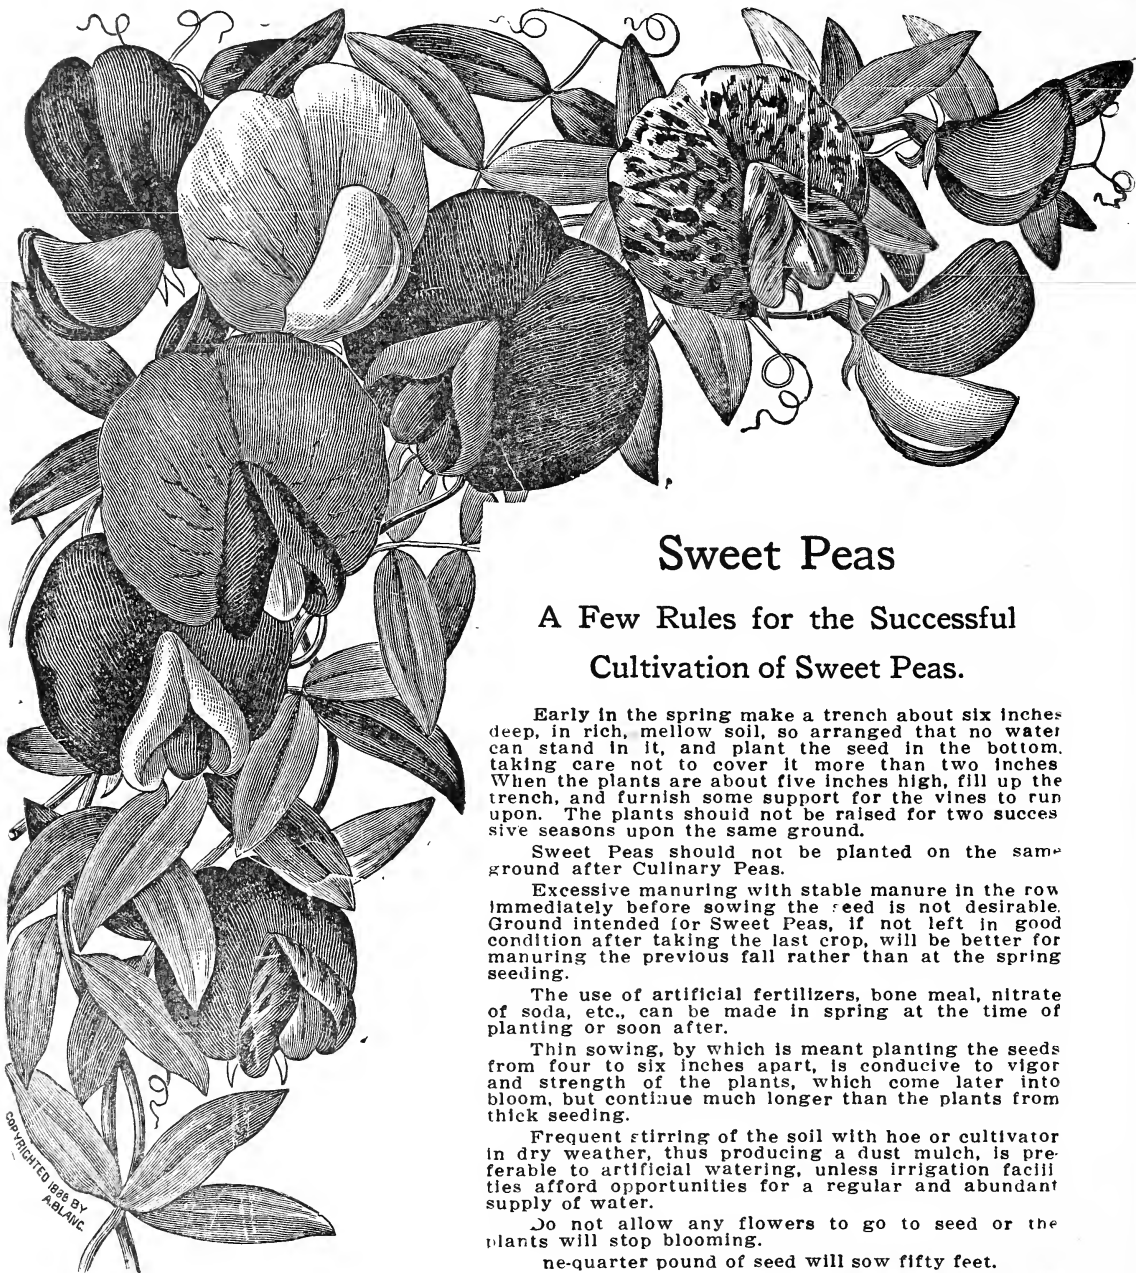 Sweet Peas
A Few Rules for the Successful
Cultivation of Sweet Peas.
Early in the spring make a trench about six inches
deep, in rich, mellow soil, so arranged that no water
can stand in it, and plant the seed in the bottom.
taking care not to cover it more than two inches
When the plants are about five inches high, fill up the
trench, and furnish some support for the vines to run
upon. The plants should not be raised for two succes
sive seasons upon the same ground.
Sweet Peas should not be planted on the same
ground after Culinary Peas.
Excessive manuring with stable manure in the row
immediately before sowing the seed is not desirable.
Ground intended for Sweet Peas, if not left in good
condition after taking the last crop, will be better for
manuring the previous fall rather than at the spring
seeding.
The use of artificial fertilizers, bone meal, nitrate
of soda, etc., can be made in spring at the time of
planting or soon after.
Thin sowing, by which is meant planting the seeds
from four to six inches apart, is conducive to vigor
and strength of the plants, which come later into
bloom, but continue much longer than the plants from
thick seeding.
Frequent stirring of the soil with hoe or cultivator
in dry weather, thus producing a dust mulch, is pre-
ferable to artificial watering, unless irrigation facili
ties afford opportunities for a regular and abundant
supply of water.
Do not allow any flowers to go to seed or the
plants will stop blooming.
ne-quarter pound of seed will sow fifty feet.
COPYRIGHTED 1888 BY
A.BLANC.